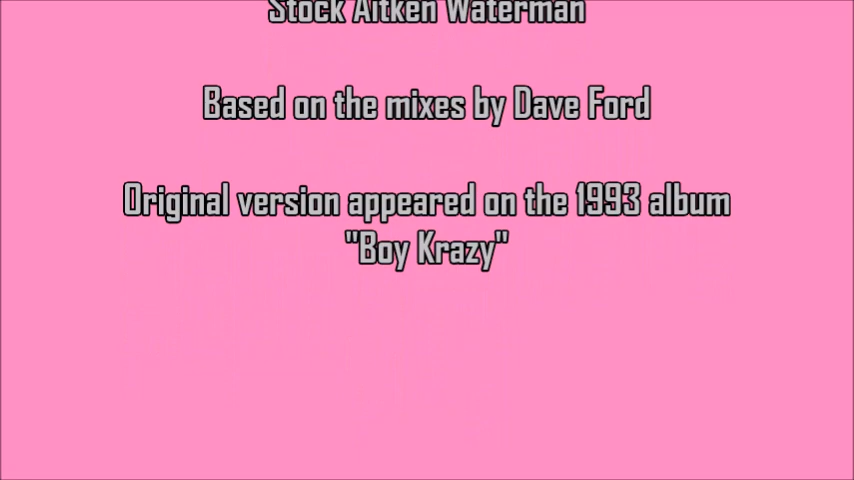 Stock Aitken Waterman
Based on the mixes by Dave Ford
Original version appeared on the 1993 album
"Boy Krazy"